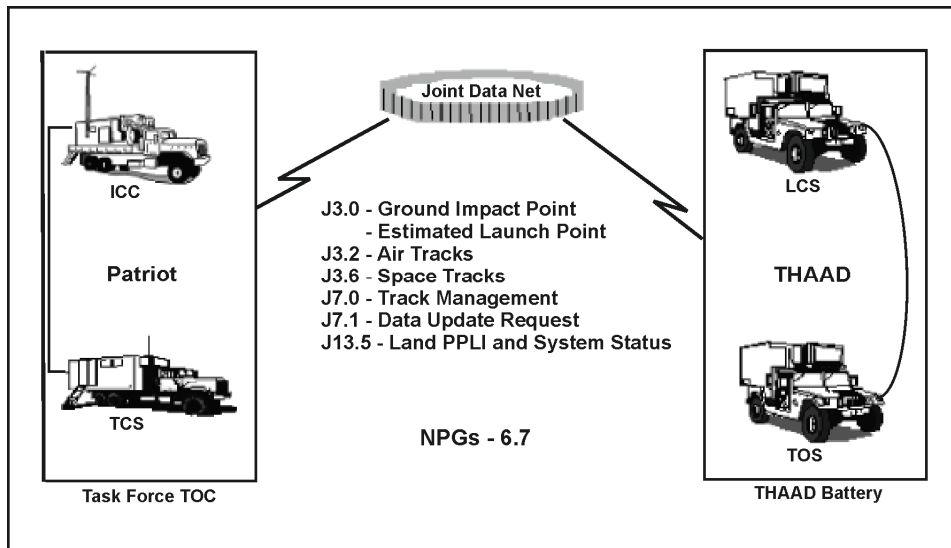 Joint Data Net
ICC
Patriot
TCS
Task Force TOC
J3.0 - Ground Impact Point
- Estimated Launch Point
J3.2 - Air Tracks
J3.6 - Space Tracks
J7.0 - Track Management
J7.1 - Data Update Request
J13.5 - Land PPLI and System Status
NPGs - 6.7
LCS
THAAD
TOS
THAAD Battery